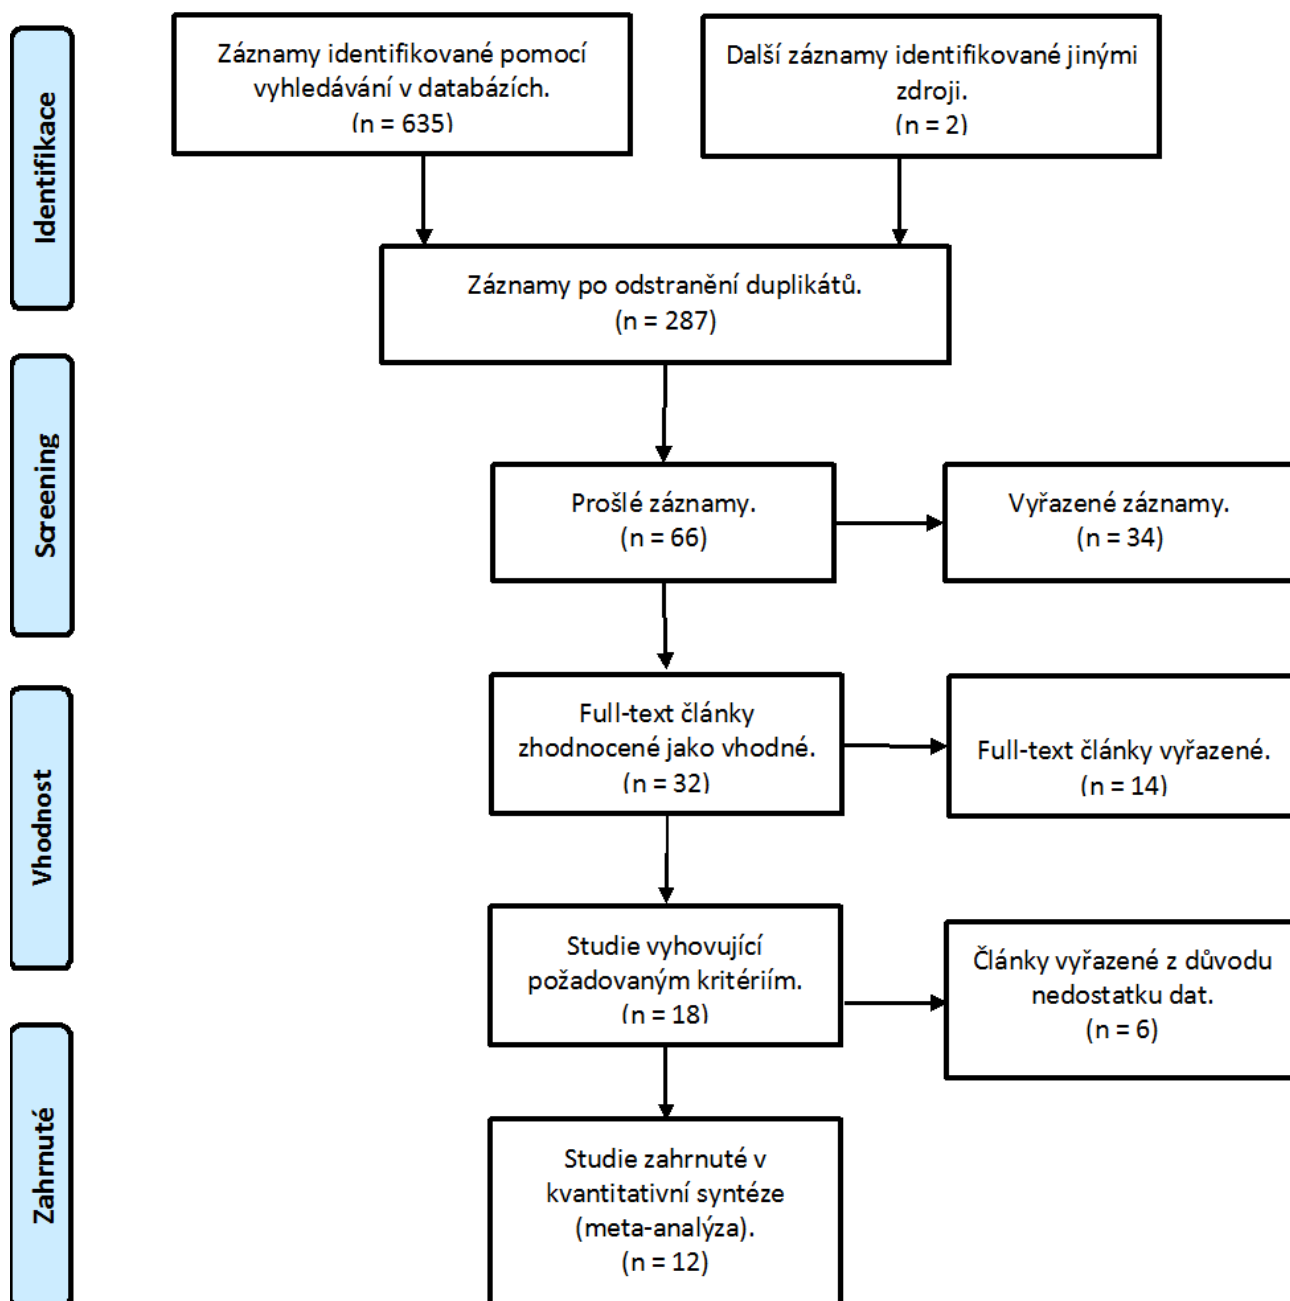 Identifikace
Záznamy identifikované pomocí
vyhledávání v databázích.
(n = 635)
Další záznamy identifikované jinými
zdroji.
(n = 2)
Záznamy po odstranění duplikátů.
(n = 287)
Screening
Prošlé záznamy.
(n = 66)
Vyřazené záznamy.
(n = 34)
Vhodnost
Full-text články
zhodnocené jako vhodné.
(n = 32)
Full-text články vyřazené.
(n = 14)
Studie vyhovující
požadovaným kritériím.
(n = 18)
Články vyřazené z důvodu
nedostatku dat.
(n = 6)
Zahrnuté
Studie zahrnuté v
kvantitativní syntéze
(meta-analýza).
(n = 12)